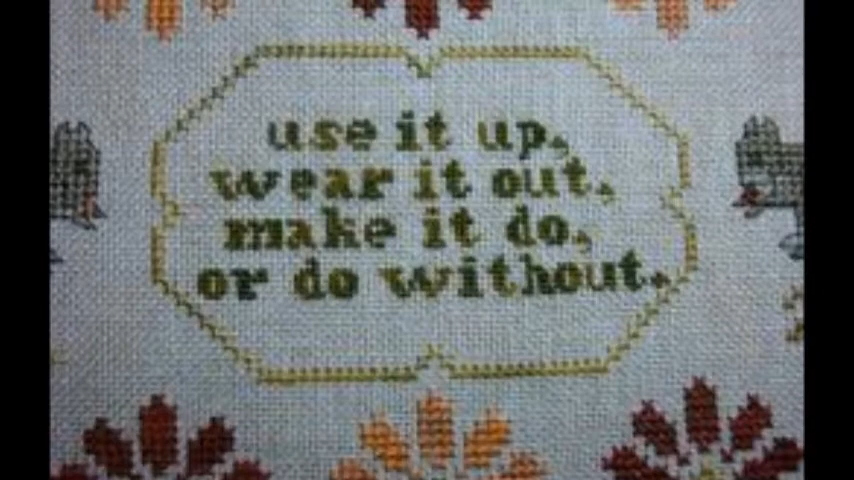 use it up,
wear it out,
make it do,
or do without.